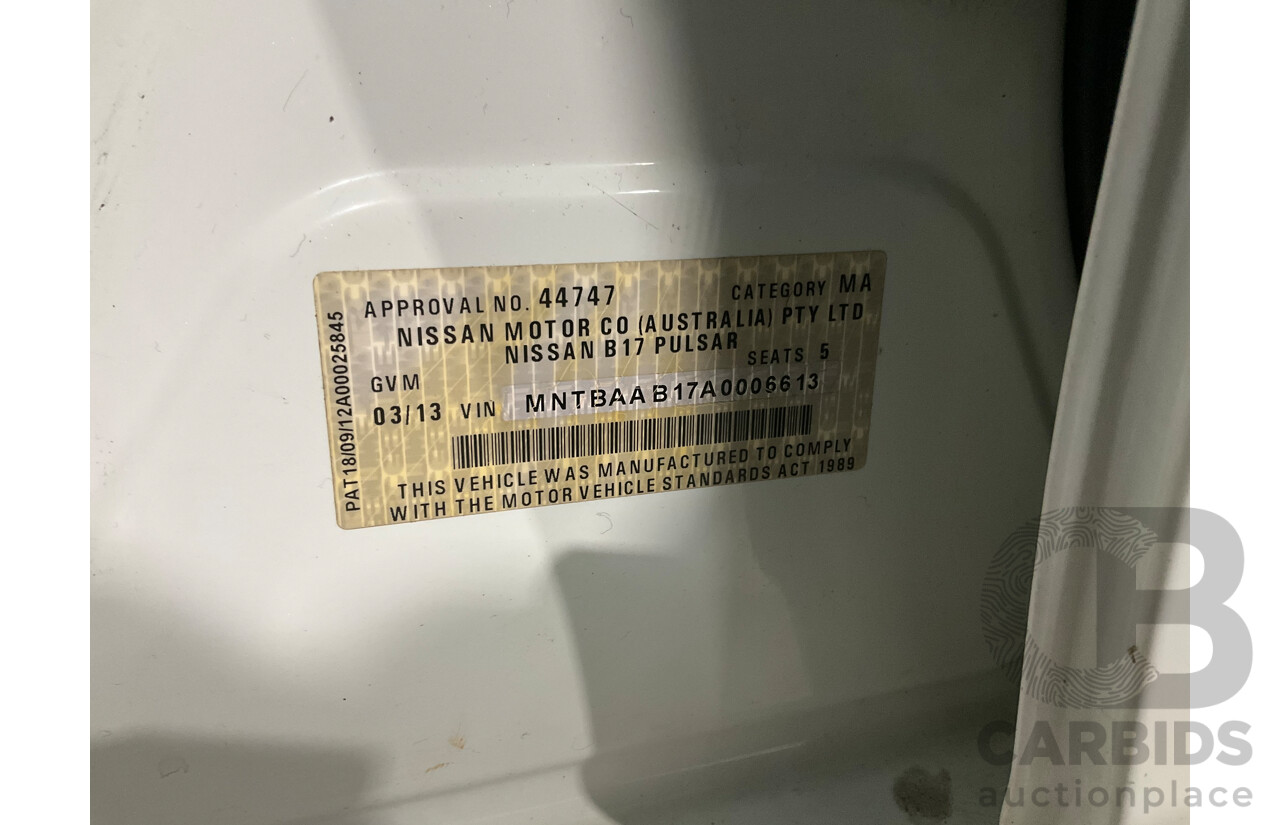 APPROVAL NO. 44747 CATEGORY MA
NISSAN MOTOR CO (AUSTRALIA) PTY LTD
NISSAN B17 PULSAR
SEATS 5
GVM
03/13 VIN MNTBAAB17A0006613
THIS VEHICLE WAS MANUFACTURED TO COMPLY
WITH THE MOTOR VEHICLE STANDARDS ACT 1989
PAT18/09/12A00025845
CB
CARBIDS
auctionplace